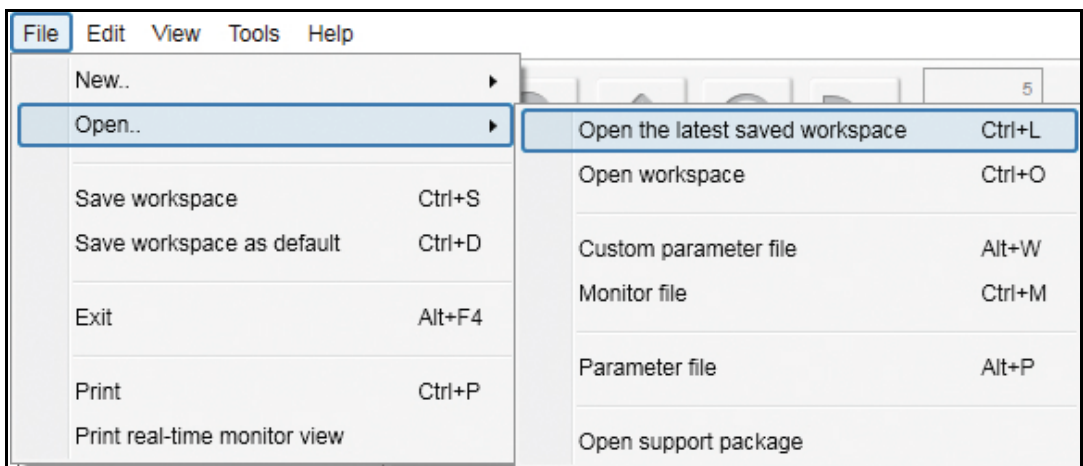 File Edit View Tools Help
New..
Open..
Save workspace Ctrl+S
Save workspace as default Ctrl+D
Exit Alt+F4
Print Ctrl+P
Print real-time monitor view
5
Open the latest saved workspace Ctrl+L
Open workspace Ctrl+O
Custom parameter file Alt+W
Monitor file Ctrl+M
Parameter file Alt+P
Open support package